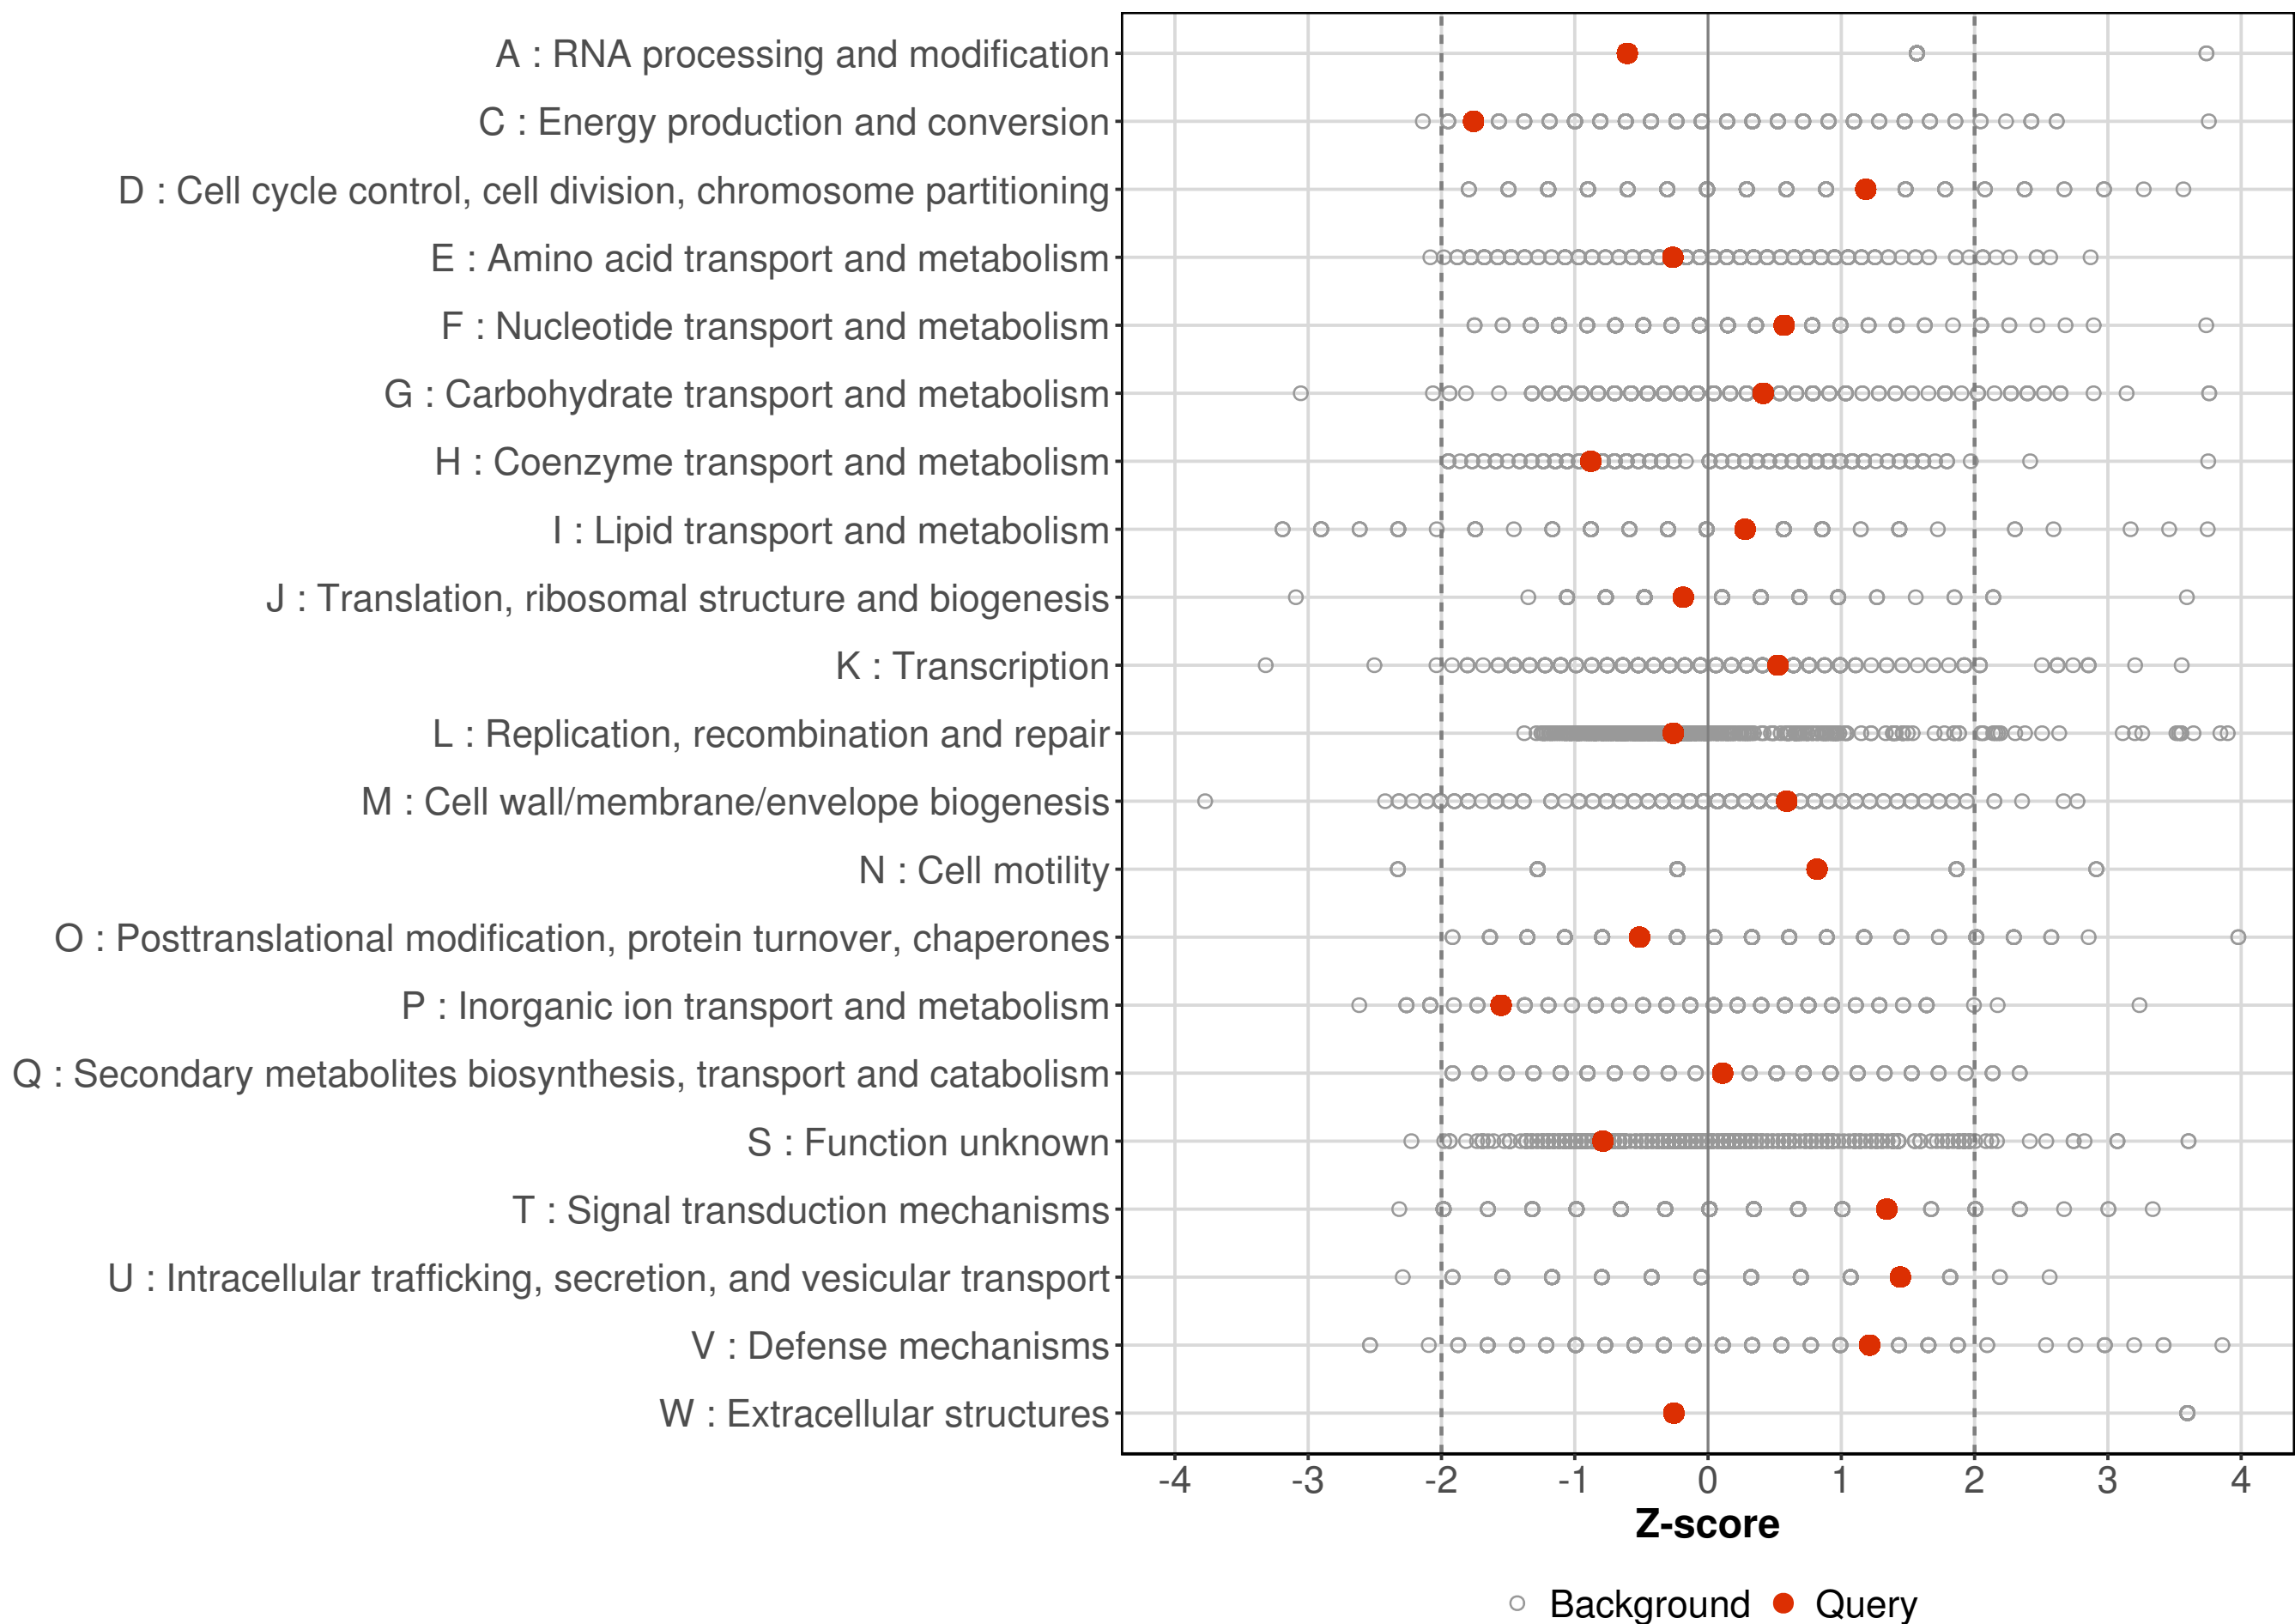 A : RNA processing and modification
C : Energy production and conversion
D : Cell cycle control, cell division, chromosome partitioning
E : Amino acid transport and metabolism
F : Nucleotide transport and metabolism
G : Carbohydrate transport and metabolism
H : Coenzyme transport and metabolism
I : Lipid transport and metabolism
J : Translation, ribosomal structure and biogenesis
K : Transcription
L : Replication, recombination and repair
M : Cell wall/membrane/envelope biogenesis
N : Cell motility
O : Posttranslational modification, protein turnover, chaperones
P : Inorganic ion transport and metabolism
Q : Secondary metabolites biosynthesis, transport and catabolism
S : Function unknown
T : Signal transduction mechanisms
U : Intracellular trafficking, secretion, and vesicular transport
V : Defense mechanisms
W : Extracellular structures
-4 -3 -2 -1 0 1 2 3 4
Z-score
Background Query